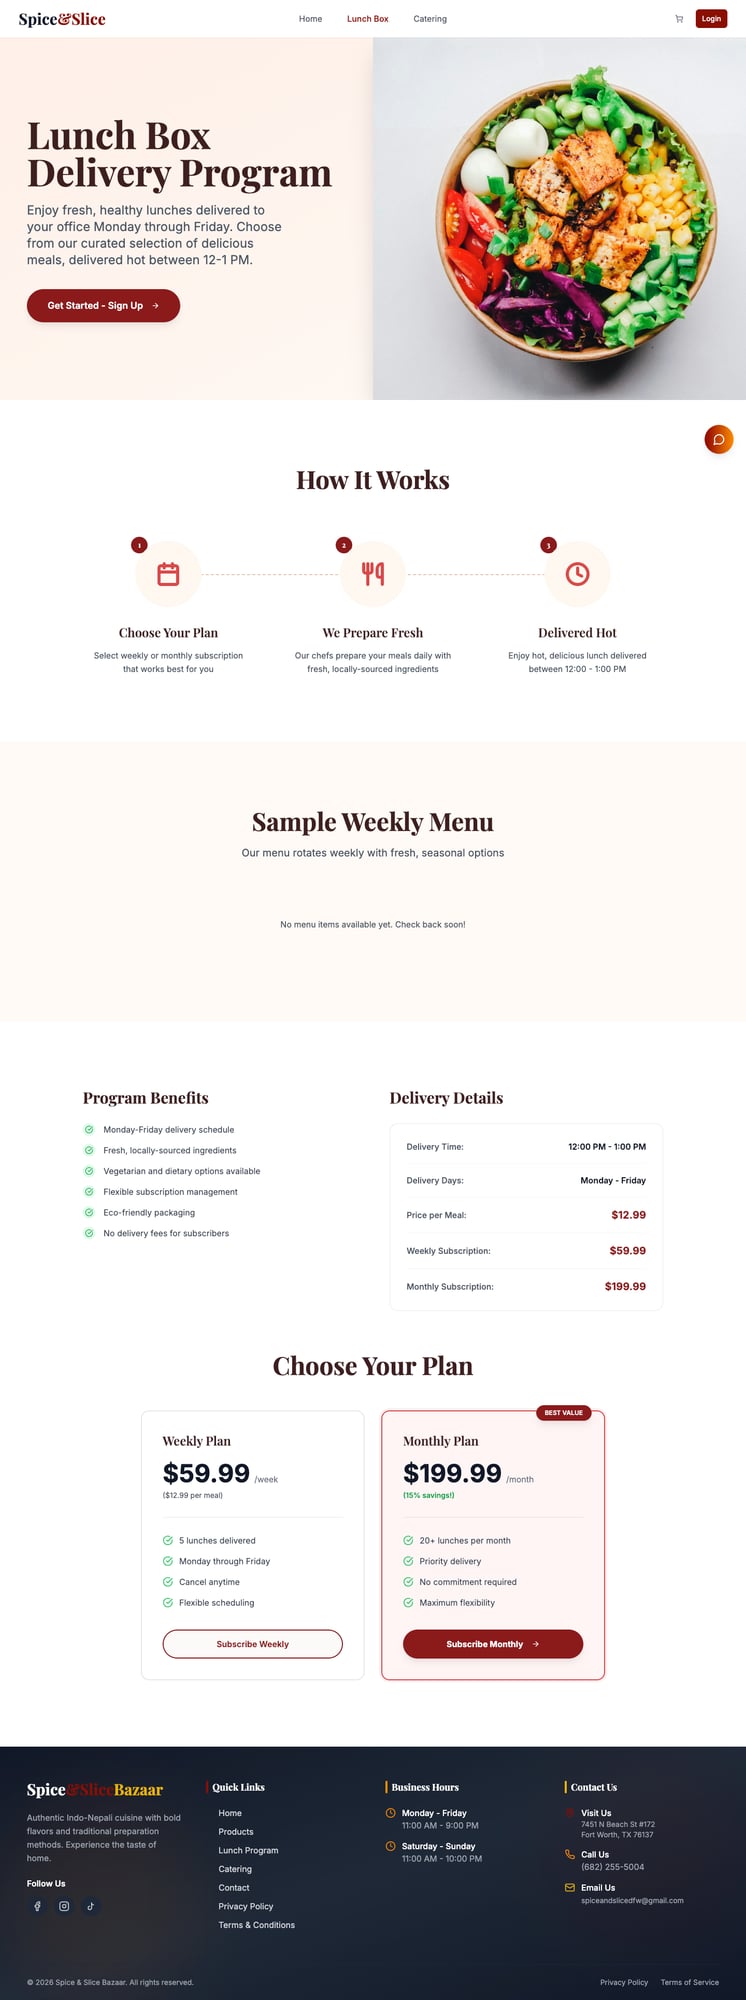 Spice&Slice
Home
Lunch Box
Catering
Login
Lunch Box
Delivery Program
Enjoy fresh, healthy lunches delivered to
your office Monday through Friday. Choose
from our curated selection of delicious
meals, delivered hot between 12-1 PM.
Get Started - Sign Up
How It Works
1
2
3
Choose Your Plan
Select weekly or monthly subscription
that works best for you
We Prepare Fresh
Our chefs prepare your meals daily with
fresh, locally-sourced ingredients
Delivered Hot
Enjoy hot, delicious lunch delivered
between 12:00 - 1:00 PM
Sample Weekly Menu
Our menu rotates weekly with fresh, seasonal options
No menu items available yet. Check back soon!
Program Benefits
Monday-Friday delivery schedule
Fresh, locally-sourced ingredients
Vegetarian and dietary options available
Flexible subscription management
Eco-friendly packaging
No delivery fees for subscribers
Delivery Details
Delivery Time: 12:00 PM - 1:00 PM
Delivery Days: Monday - Friday
Price per Meal: $12.99
Weekly Subscription: $59.99
Monthly Subscription: $199.99
Choose Your Plan
Weekly Plan
$59.99 /week
($12.99 per meal)
5 lunches delivered
Monday through Friday
Cancel anytime
Flexible scheduling
Subscribe Weekly
BEST VALUE
Monthly Plan
$199.99 /month
(15% savings!)
20+ lunches per month
Priority delivery
No commitment required
Maximum flexibility
Subscribe Monthly
Spice&SliceBazaar
Authentic Indo-Nepali cuisine with bold
flavors and traditional preparation
methods. Experience the taste of
home.
Follow Us
Quick Links
Home
Products
Lunch Program
Catering
Contact
Privacy Policy
Terms & Conditions
Business Hours
Monday - Friday
11:00 AM - 9:00 PM
Saturday - Sunday
11:00 AM - 10:00 PM
Contact Us
Visit Us
7451 N Beach St #172
Fort Worth, TX 76137
Call Us
(682) 255-5004
Email Us
spiceandslicedfw@gmail.com
© 2026 Spice & Slice Bazaar. All rights reserved.
Privacy Policy
Terms of Service